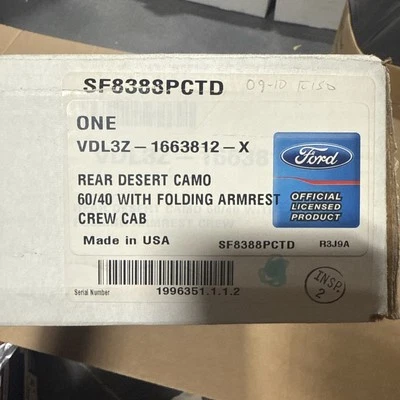 SF8388PCTD
09-10 F150
ONE
VDL3Z-1663812-X
REAR DESERT CAMO
60/40 WITH FOLDING ARMREST
CREW CAB
Ford
OFFICIAL
LICENSED
PRODUCT
Made in USA
SF8388PCTD
R3J9A
Serial Number
1996351.1.1.2
INSP.
2